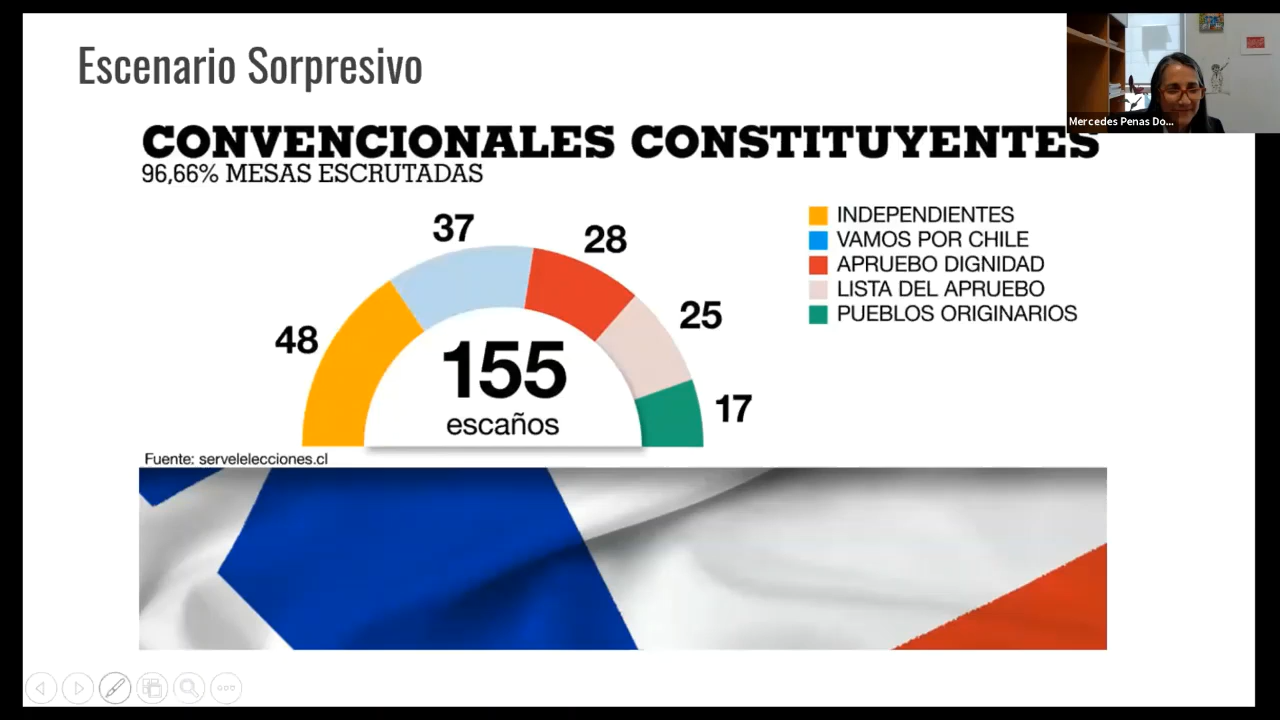 Escenario Sorpresivo
Mercedes Penas Do...
CONVENCIONALES CONSTITUYENTES
96,66% MESAS ESCRUTADAS
INDEPENDIENTES
VAMOS POR CHILE
APRUEBO DIGNIDAD
LISTA DEL APRUEBO
PUEBLOS ORIGINARIOS
48
37
28
25
17
155
escaños
Fuente: servelelecciones.cl